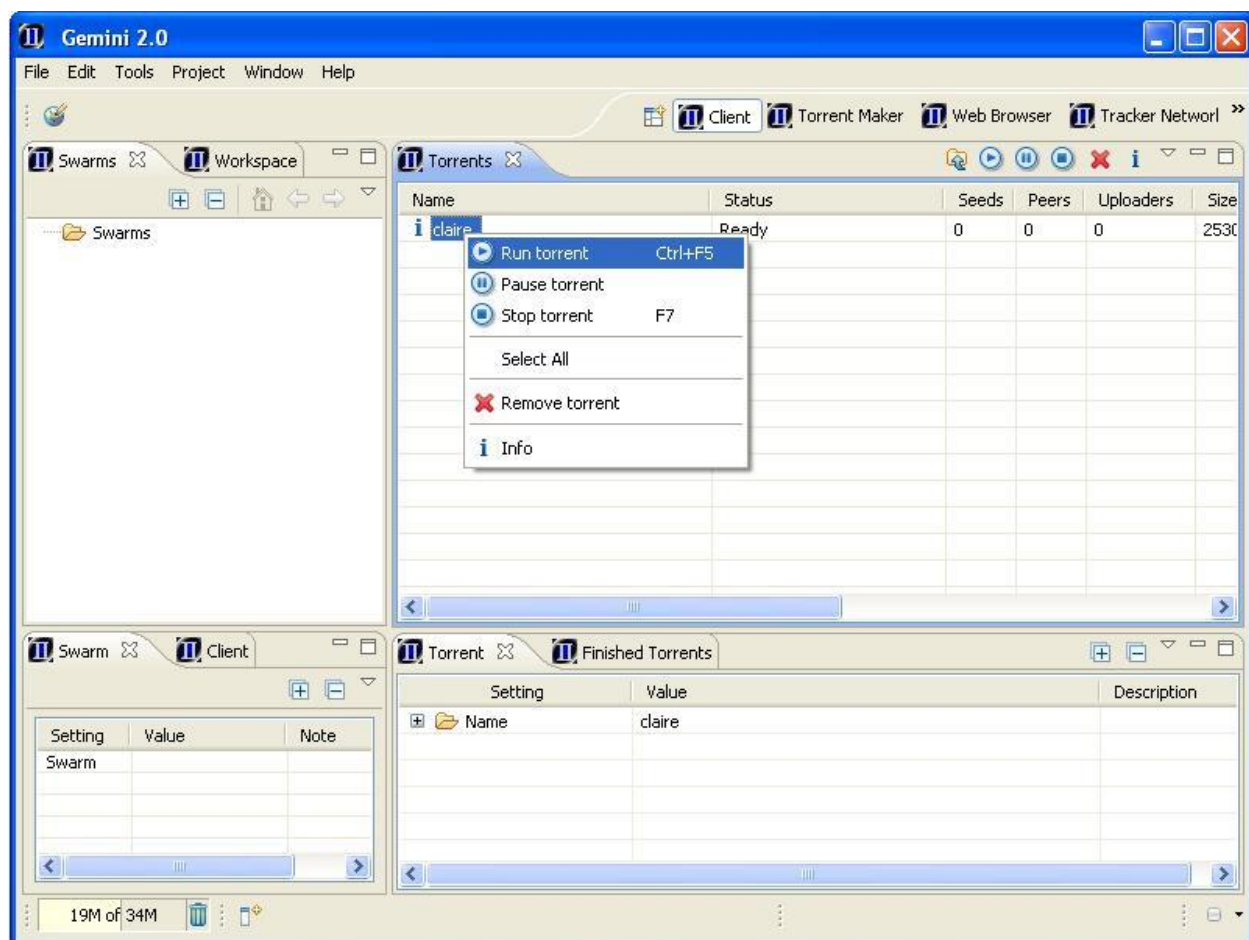 Gemini 2.0
File Edit Tools Project Window Help
Client Torrent Maker Web Browser Tracker Networl
Swarms Workspace
Swarms
Torrents
Name Status Seeds Peers Uploaders Size
claire Ready 0 0 0 2530
Run torrent Ctrl+F5
Pause torrent
Stop torrent F7
Select All
Remove torrent
Info
Swarm Client
Setting Value Note
Swarm
Torrent Finished Torrents
Setting Value Description
Name claire
19M of 34M